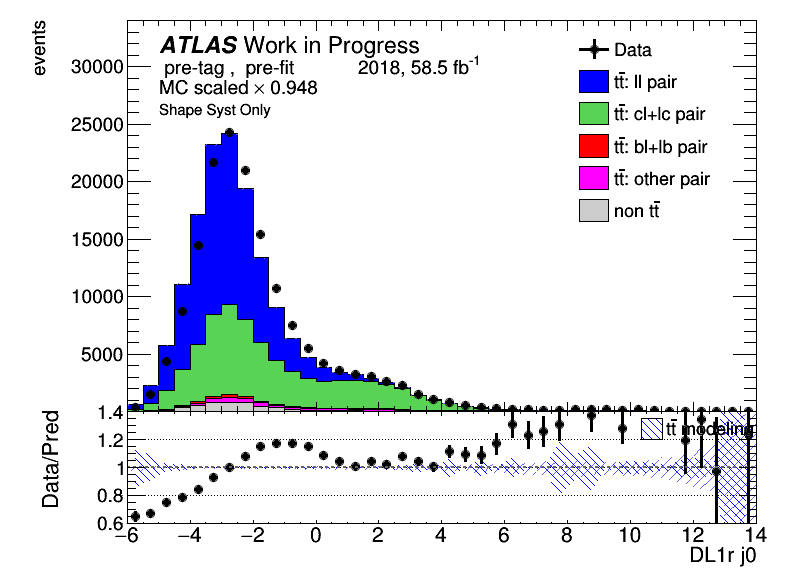 events
ATLAS Work in Progress
pre-tag , pre-fit 2018, 58.5 fb⁻¹
MC scaled × 0.948
Shape Syst Only
Data
tt̄: ll pair
tt̄: cl+lc pair
tt̄: bl+lb pair
tt̄: other pair
non tt̄
30000
25000
20000
15000
10000
5000
Data/Pred
1.4
1.2
1
0.8
0.6
tt̄ modeling
−6 −4 −2 0 2 4 6 8 10 12 14
DL1r j0